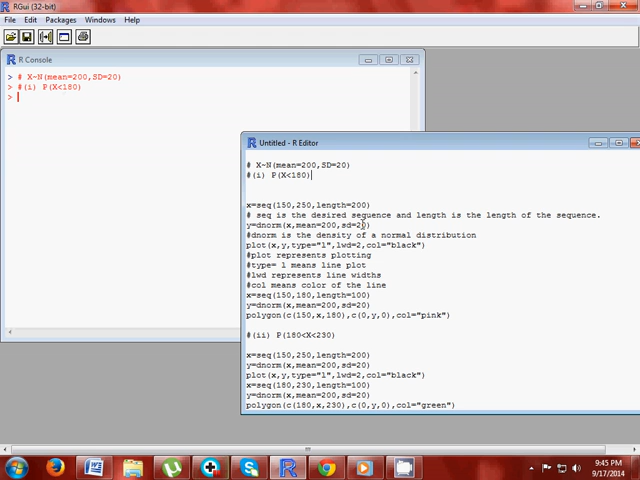 RGui (32-bit)
File Edit Packages Windows Help
R Console
> # X~N(mean=200,SD=20)
> #(i) P(X<180)
>
Untitled - R Editor
# X~N(mean=200,SD=20)
#(i) P(X<180)
x=seq(150,250,length=200)
# seq is the desired sequence and length is the length of the sequence.
y=dnorm(x,mean=200,sd=20)
#dnorm is the density of a normal distribution
plot(x,y,type="l",lwd=2,col="black")
#plot represents plotting
#type= l means line plot
#lwd represents line widths
#col means color of the line
x=seq(150,180,length=100)
y=dnorm(x,mean=200,sd=20)
polygon(c(150,x,180),c(0,y,0),col="pink")
#(ii) P(180<X<230)
x=seq(150,250,length=200)
y=dnorm(x,mean=200,sd=20)
plot(x,y,type="l",lwd=2,col="black")
x=seq(180,230,length=100)
y=dnorm(x,mean=200,sd=20)
polygon(c(180,x,230),c(0,y,0),col="green")
9:45 PM
9/17/2014